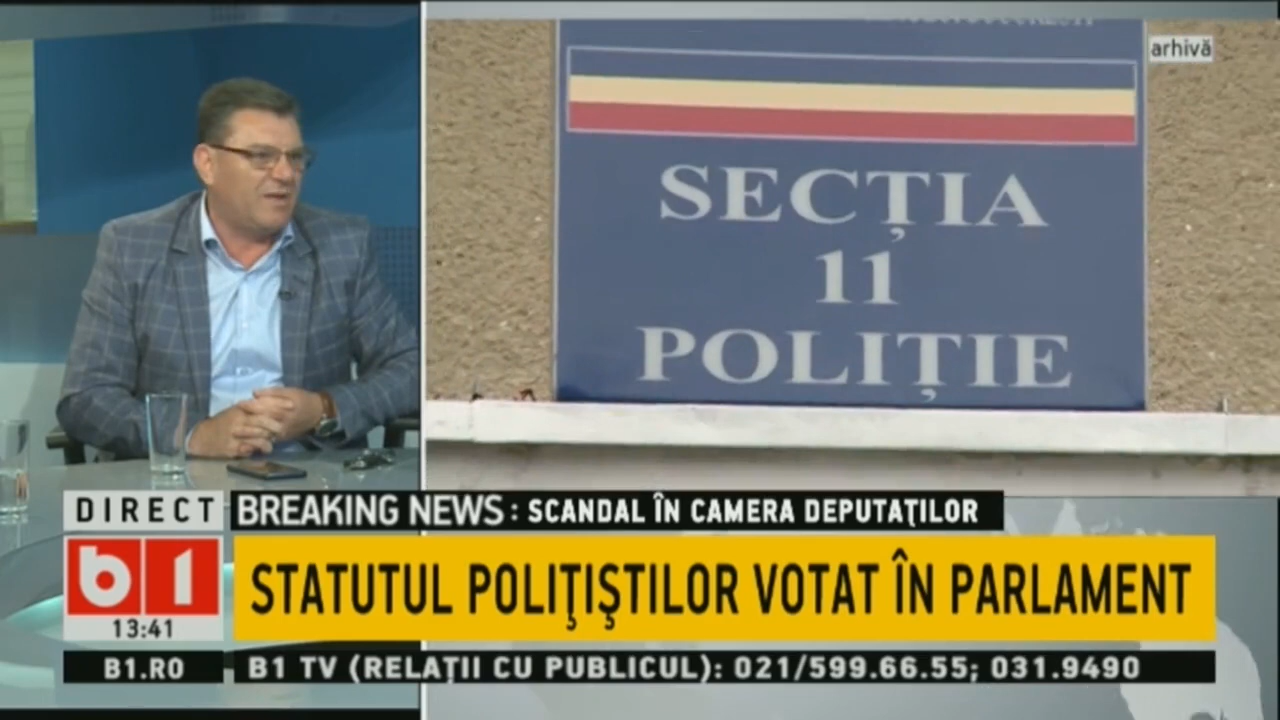 arhivă
SECȚIA
11
POLIȚIE
DIRECT
BREAKING NEWS: SCANDAL ÎN CAMERA DEPUTAŢILOR
b1
STATUTUL POLIŢIŞTILOR VOTAT ÎN PARLAMENT
13:41
B1.RO
B1 TV (RELAŢII CU PUBLICUL): 021/599.66.55; 031.9490